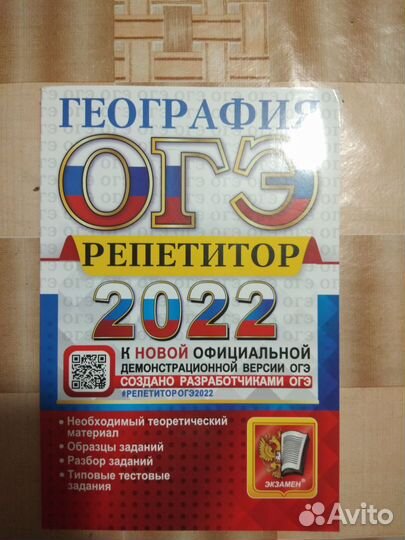 ГЕОГРАФИЯ
ОГЭ
РЕПЕТИТОР
2022
К НОВОЙ ОФИЦИАЛЬНОЙ
ДЕМОНСТРАЦИОННОЙ ВЕРСИИ ОГЭ
СОЗДАНО РАЗРАБОТЧИКАМИ ОГЭ
#РЕПЕТИТОРОГЭ2022
• Необходимый теоретический
материал
• Образцы заданий
• Разбор заданий
• Типовые тестовые
задания
ЭКЗАМЕН®
Avito